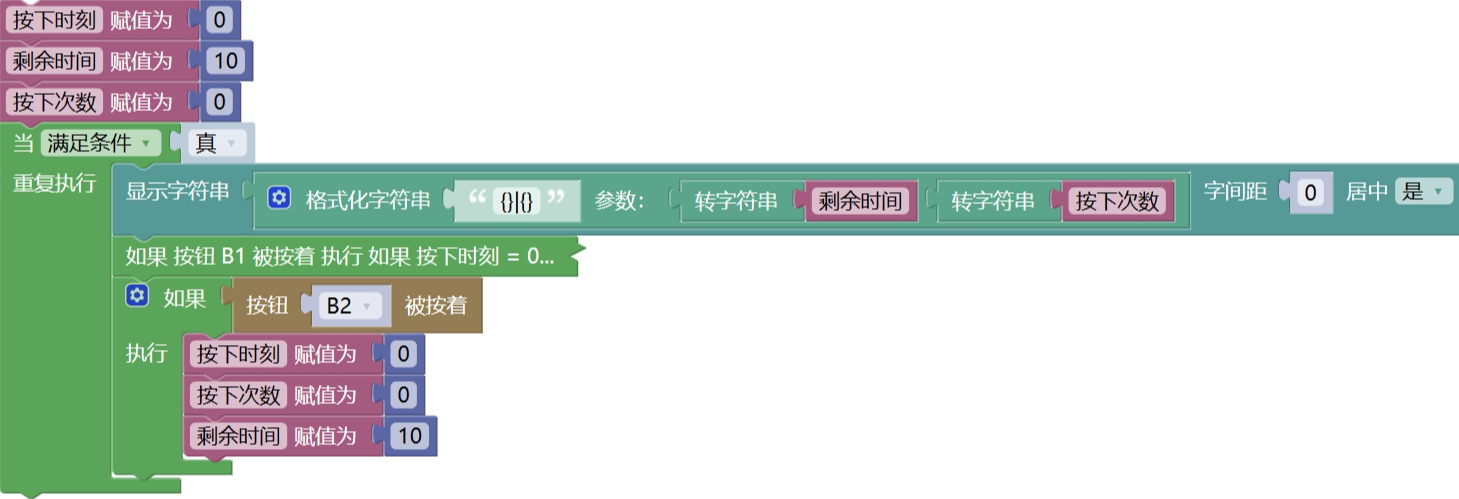 按下时刻 赋值为 0
剩余时间 赋值为 10
按下次数 赋值为 0
当 满足条件 真
重复执行 显示字符串 格式化字符串 “ {}|{} ” 参数: 转字符串 剩余时间 转字符串 按下次数 字间距 0 居中 是
如果 按钮 B1 被按着 执行 如果 按下时刻 = 0...
如果 按钮 B2 被按着
执行 按下时刻 赋值为 0
按下次数 赋值为 0
剩余时间 赋值为 10